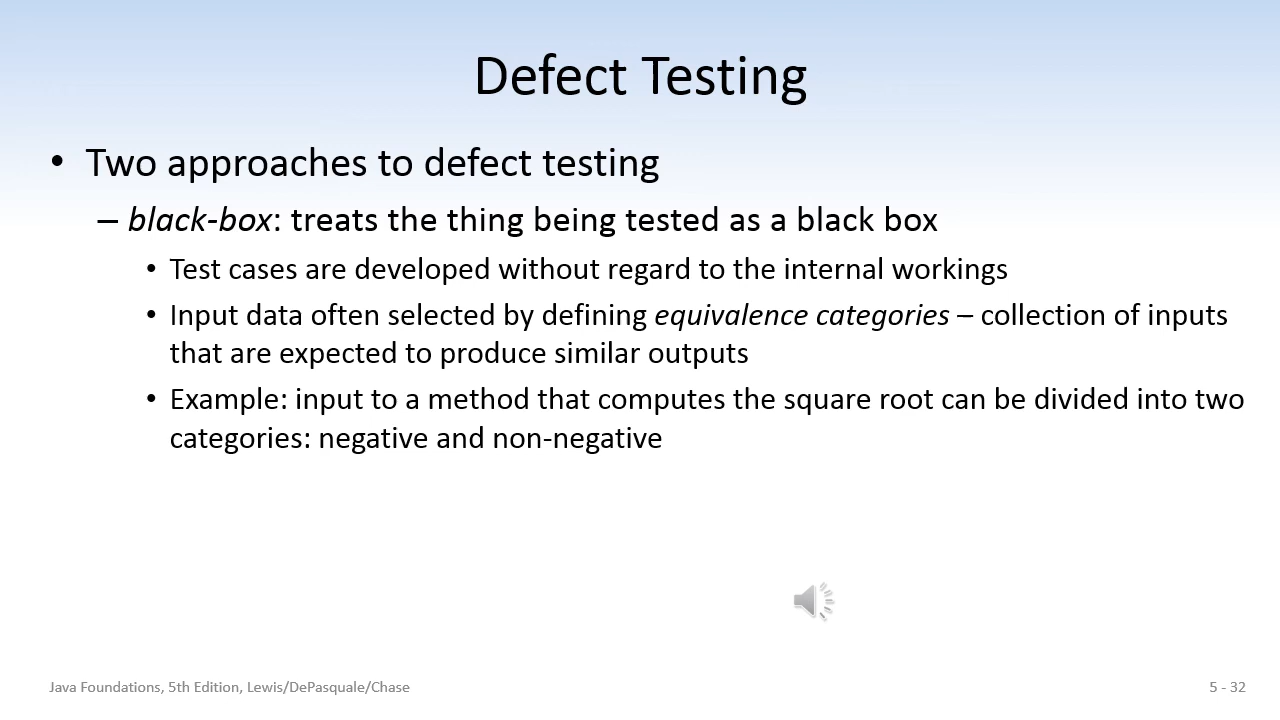 Defect Testing
• Two approaches to defect testing
– black-box: treats the thing being tested as a black box
• Test cases are developed without regard to the internal workings
• Input data often selected by defining equivalence categories – collection of inputs
that are expected to produce similar outputs
• Example: input to a method that computes the square root can be divided into two
categories: negative and non-negative
Java Foundations, 5th Edition, Lewis/DePasquale/Chase
5 - 32